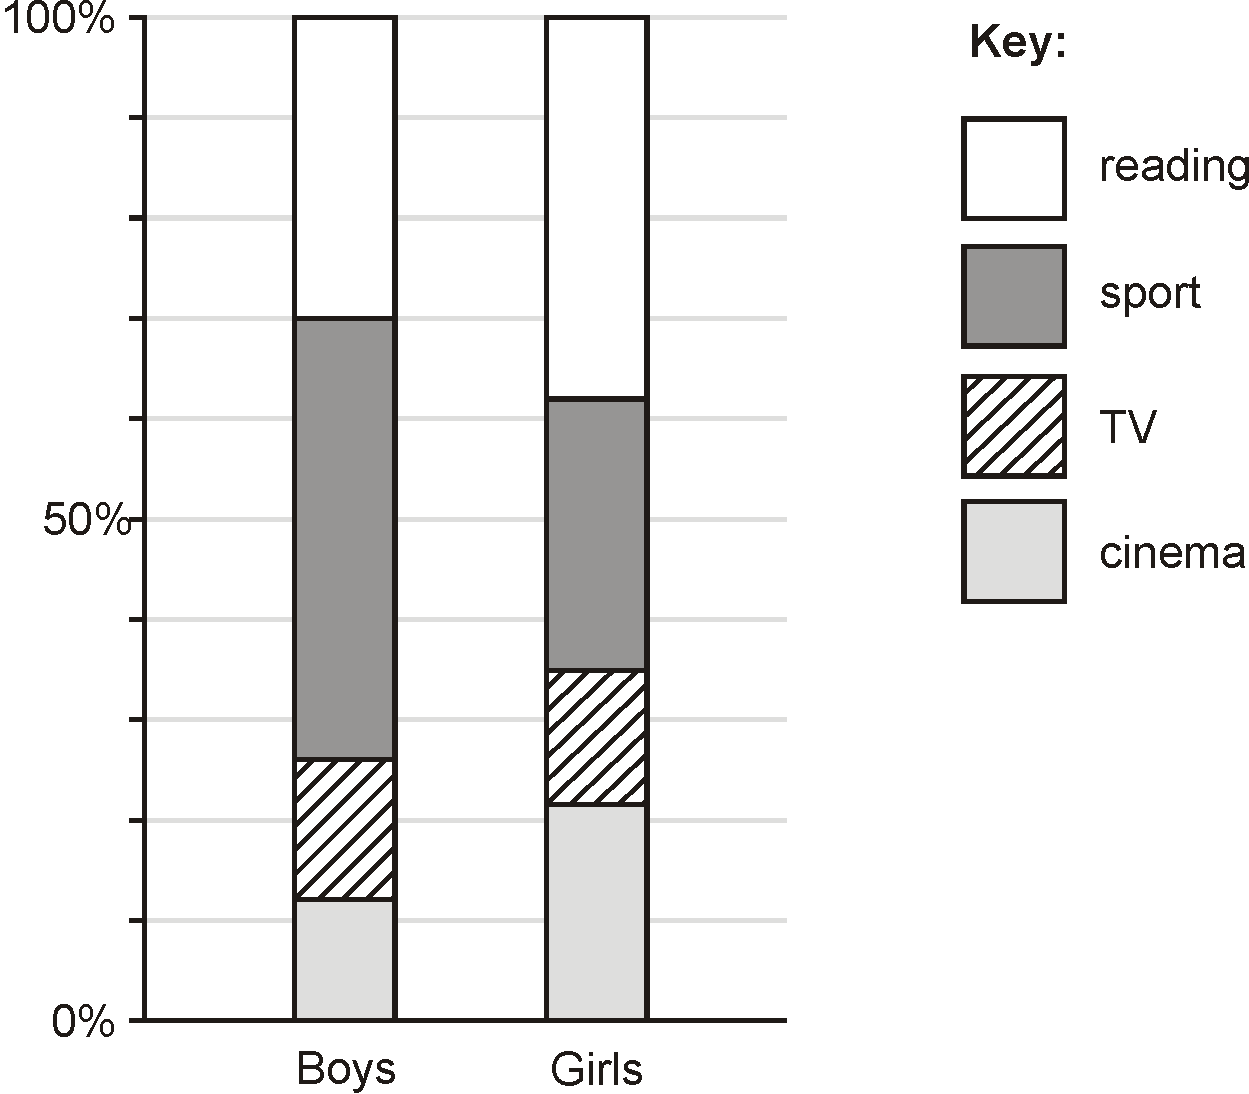 100%
50%
0%
Boys
Girls
Key:
reading
sport
TV
cinema